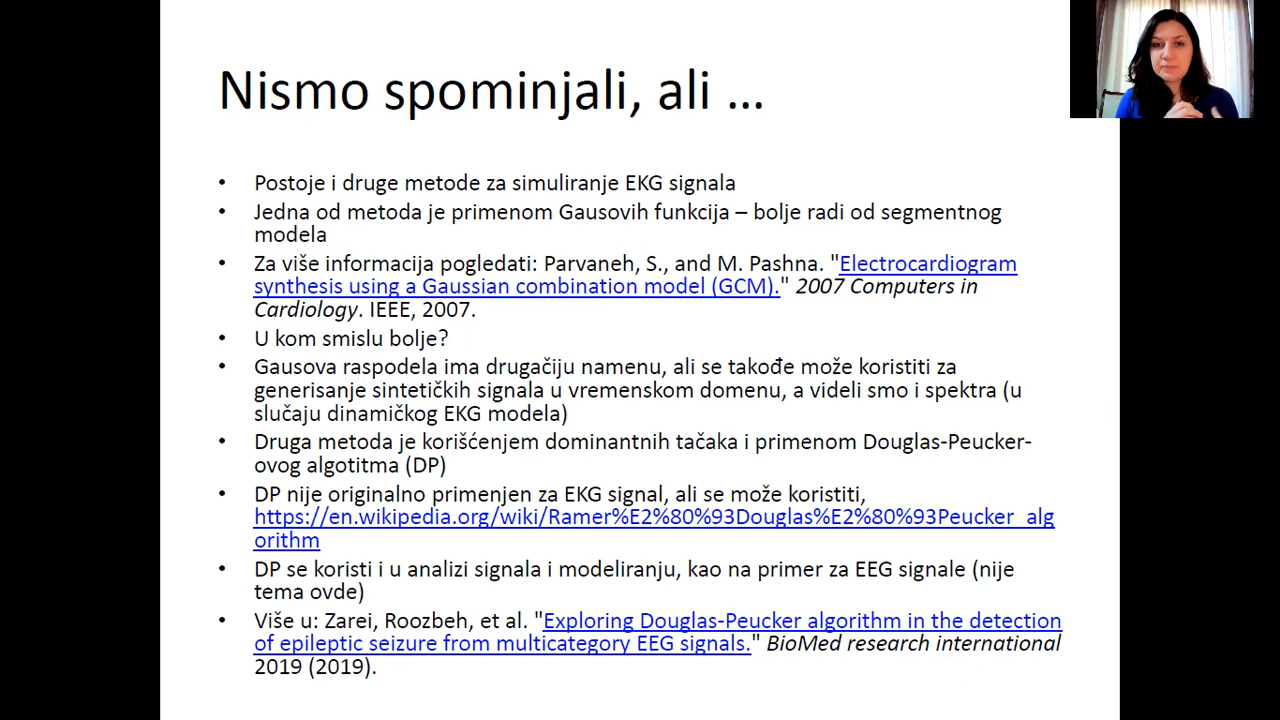 Nismo spominjali, ali …
• Postoje i druge metode za simuliranje EKG signala
• Jedna od metoda je primenom Gausovih funkcija – bolje radi od segmentnog
modela
• Za više informacija pogledati: Parvaneh, S., and M. Pashna. "Electrocardiogram
synthesis using a Gaussian combination model (GCM)." 2007 Computers in
Cardiology. IEEE, 2007.
• U kom smislu bolje?
• Gausova raspodela ima drugačiju namenu, ali se takođe može koristiti za
generisanje sintetičkih signala u vremenskom domenu, a videli smo i spektra (u
slučaju dinamičkog EKG modela)
• Druga metoda je korišćenjem dominantnih tačaka i primenom Douglas-Peucker-
ovog algotitma (DP)
• DP nije originalno primenjen za EKG signal, ali se može koristiti,
https://en.wikipedia.org/wiki/Ramer%E2%80%93Douglas%E2%80%93Peucker_alg
orithm
• DP se koristi i u analizi signala i modeliranju, kao na primer za EEG signale (nije
tema ovde)
• Više u: Zarei, Roozbeh, et al. "Exploring Douglas-Peucker algorithm in the detection
of epileptic seizure from multicategory EEG signals." BioMed research international
2019 (2019).